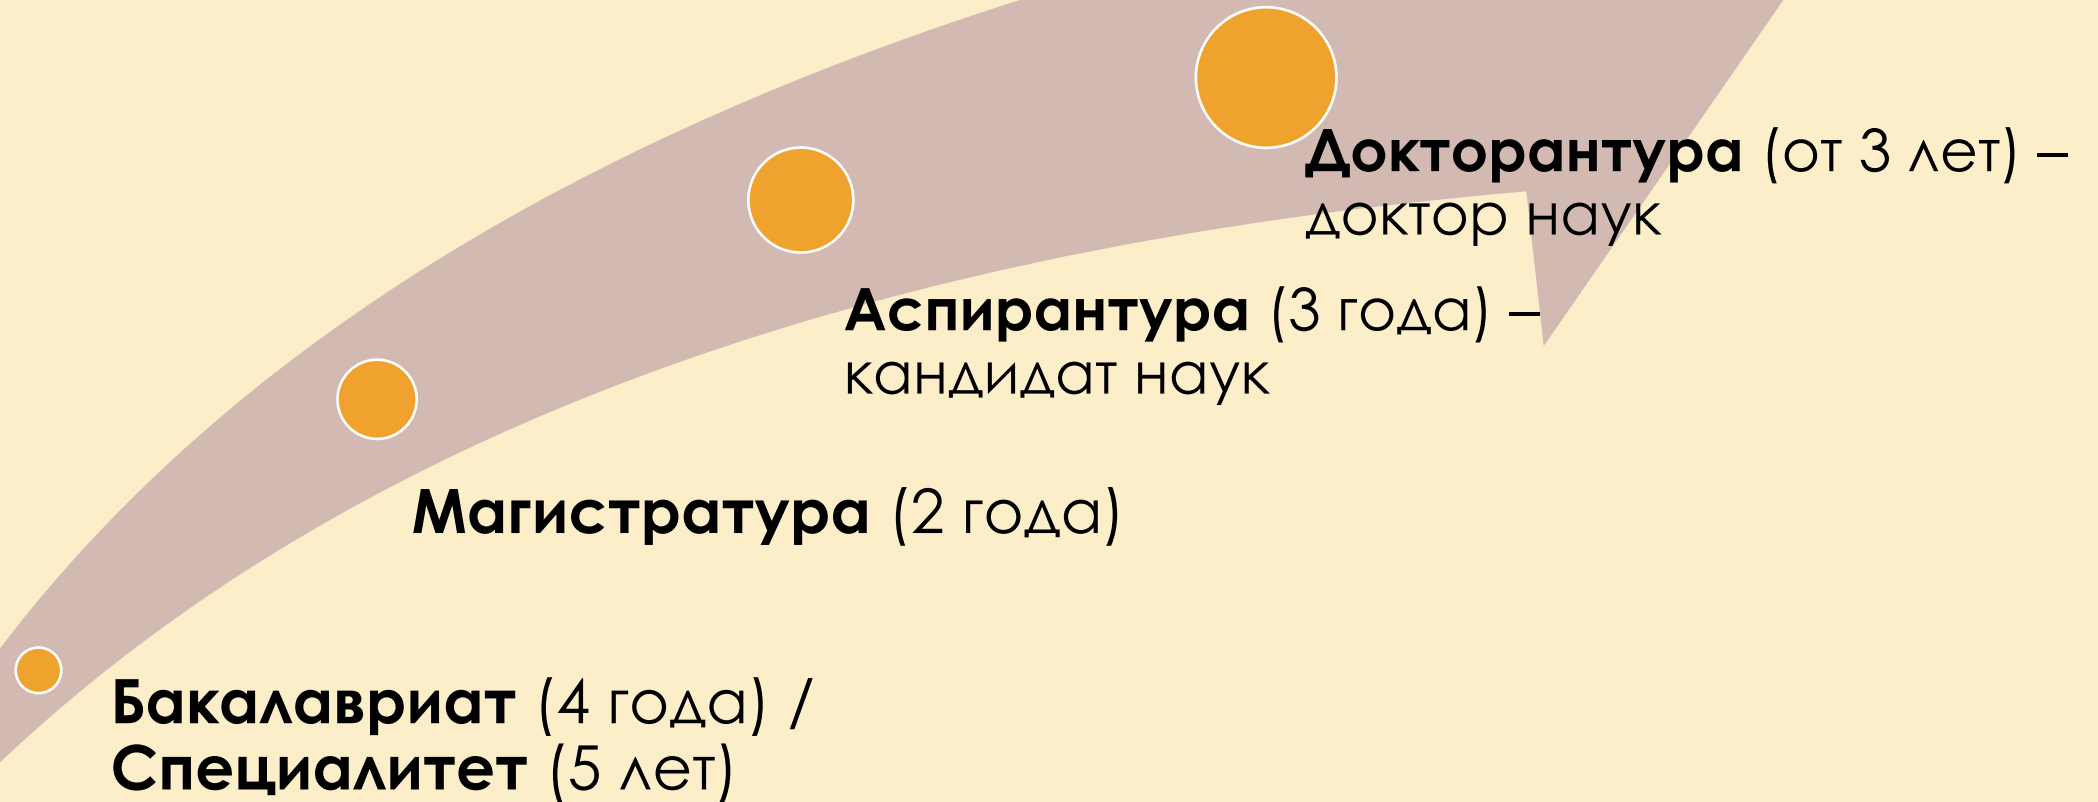 Докторантура (от 3 лет) –
доктор наук
Аспирантура (3 года) –
кандидат наук
Магистратура (2 года)
Бакалавриат (4 года) /
Специалитет (5 лет)